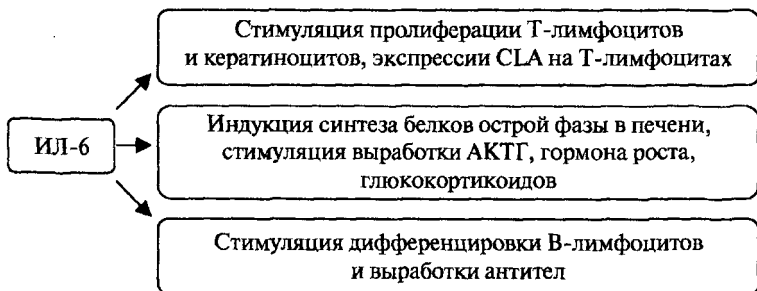 Стимуляция пролиферации Т-лимфоцитов
и кератиноцитов, экспрессии CLA на Т-лимфоцитах
ИЛ-6
Индукция синтеза белков острой фазы в печени,
стимуляция выработки АКТГ, гормона роста,
глюкокортикоидов
Стимуляция дифференцировки В-лимфоцитов
и выработки антител